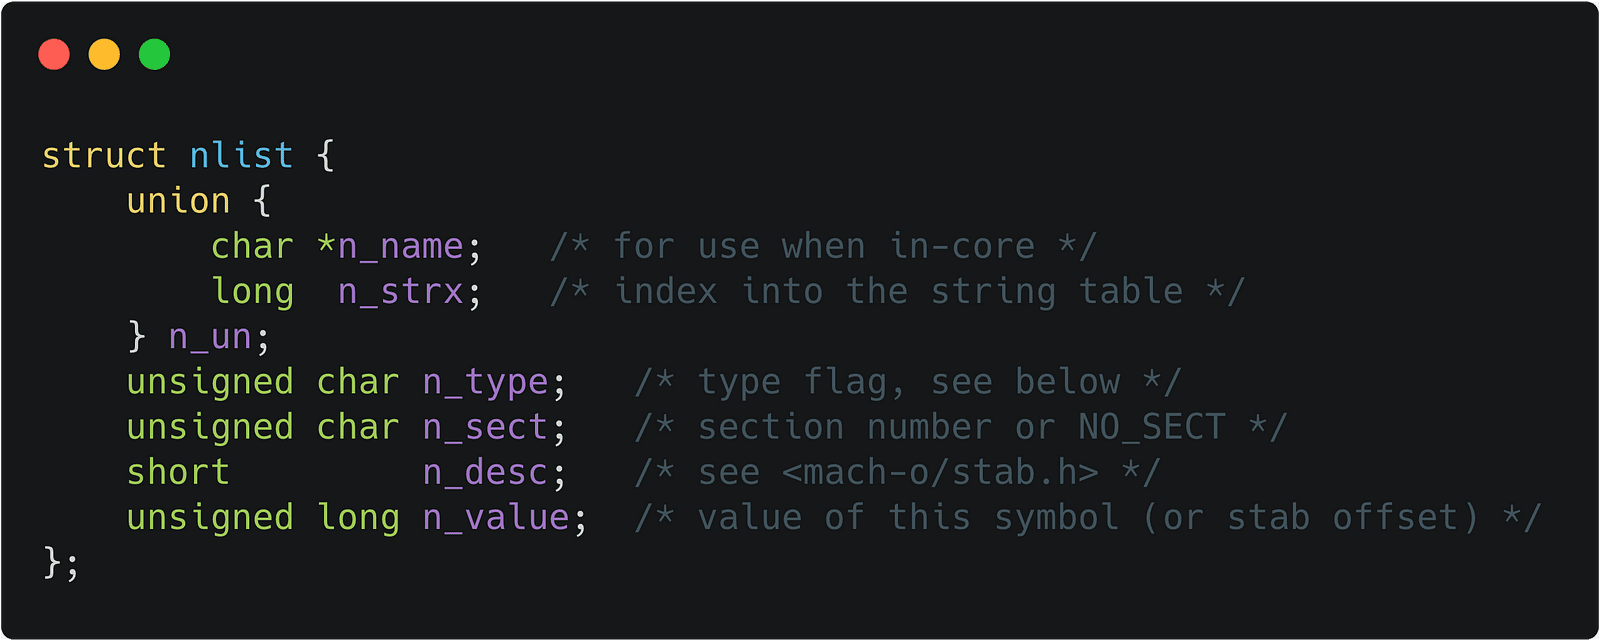 struct nlist {
    union {
        char *n_name;   /* for use when in-core */
        long  n_strx;   /* index into the string table */
    } n_un;
    unsigned char n_type;   /* type flag, see below */
    unsigned char n_sect;   /* section number or NO_SECT */
    short         n_desc;   /* see <mach-o/stab.h> */
    unsigned long n_value;  /* value of this symbol (or stab offset) */
};